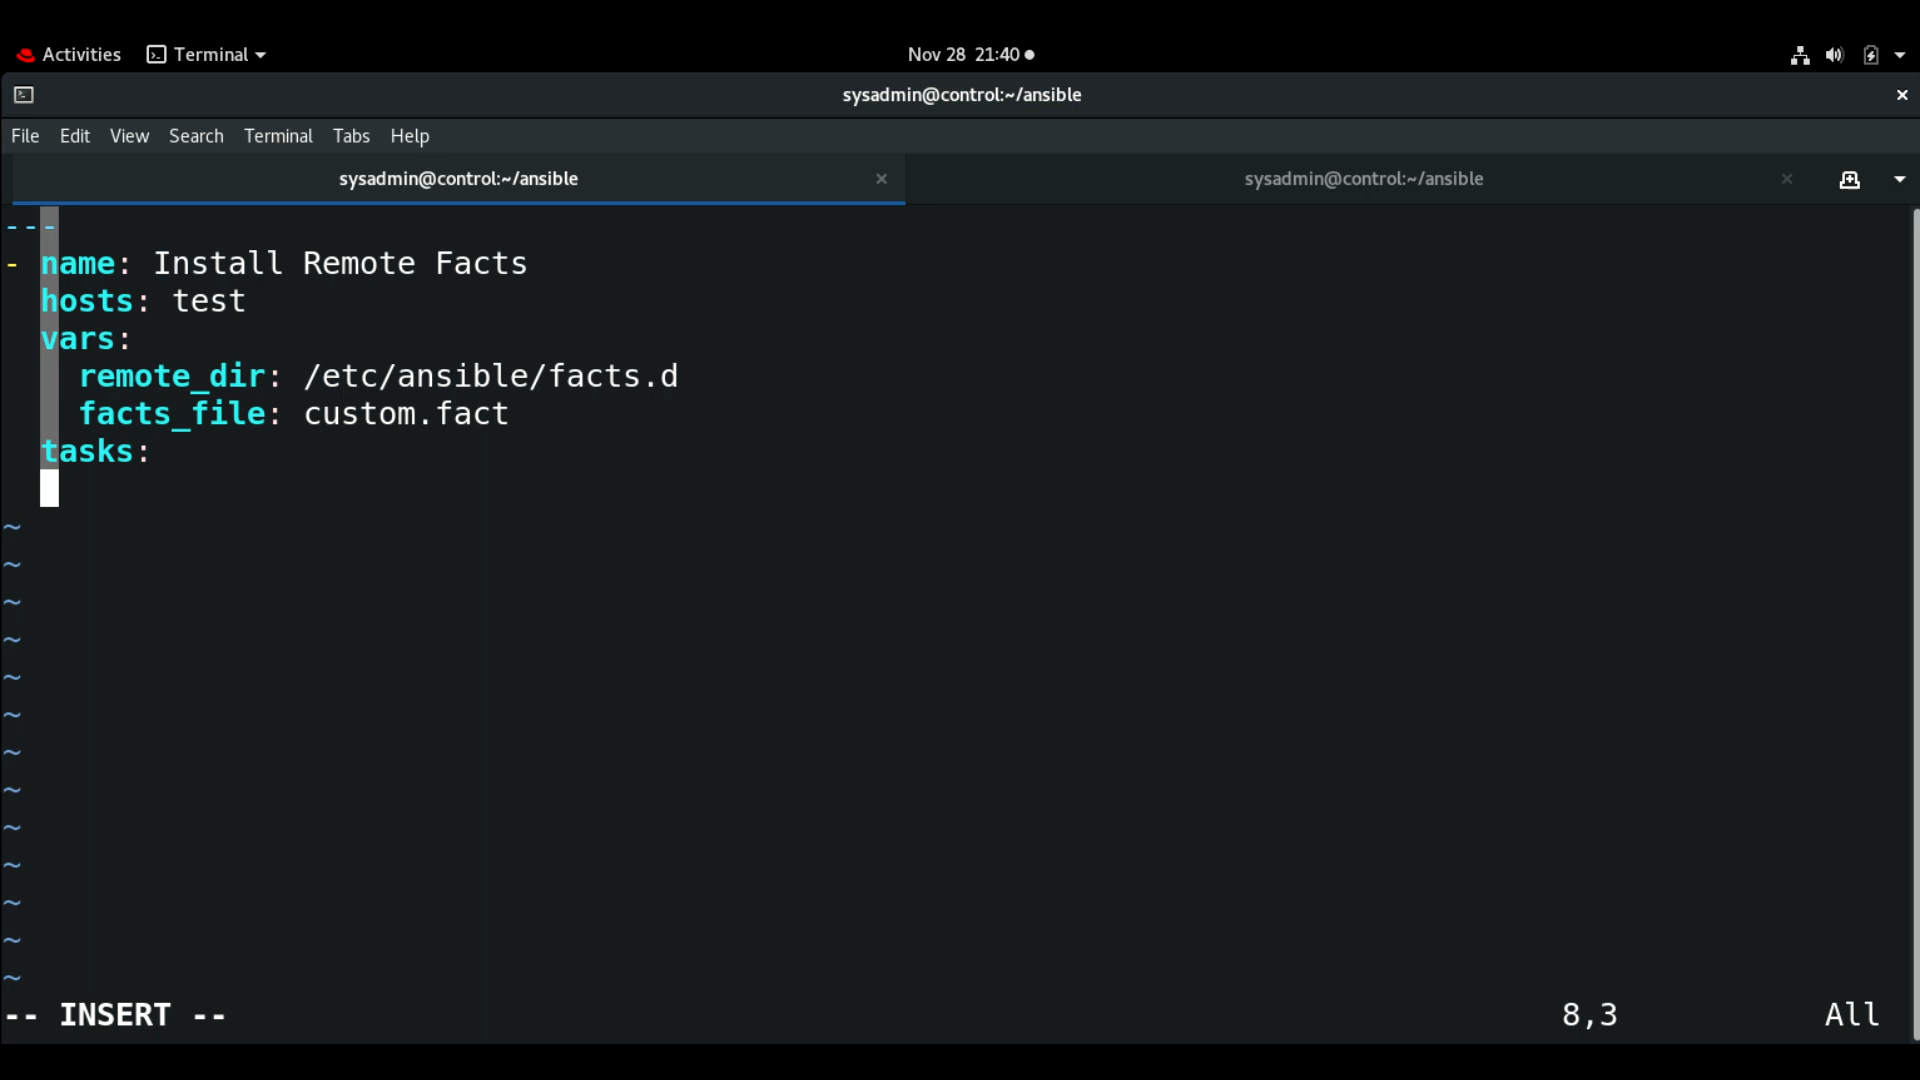 Activities Terminal Nov 28 21:40
sysadmin@control:~/ansible
File Edit View Search Terminal Tabs Help
sysadmin@control:~/ansible sysadmin@control:~/ansible
---
- name: Install Remote Facts
  hosts: test
  vars:
    remote_dir: /etc/ansible/facts.d
    facts_file: custom.fact
  tasks:
~
~
~
~
~
~
~
~
~
~
~
~
~
-- INSERT -- 8,3 All